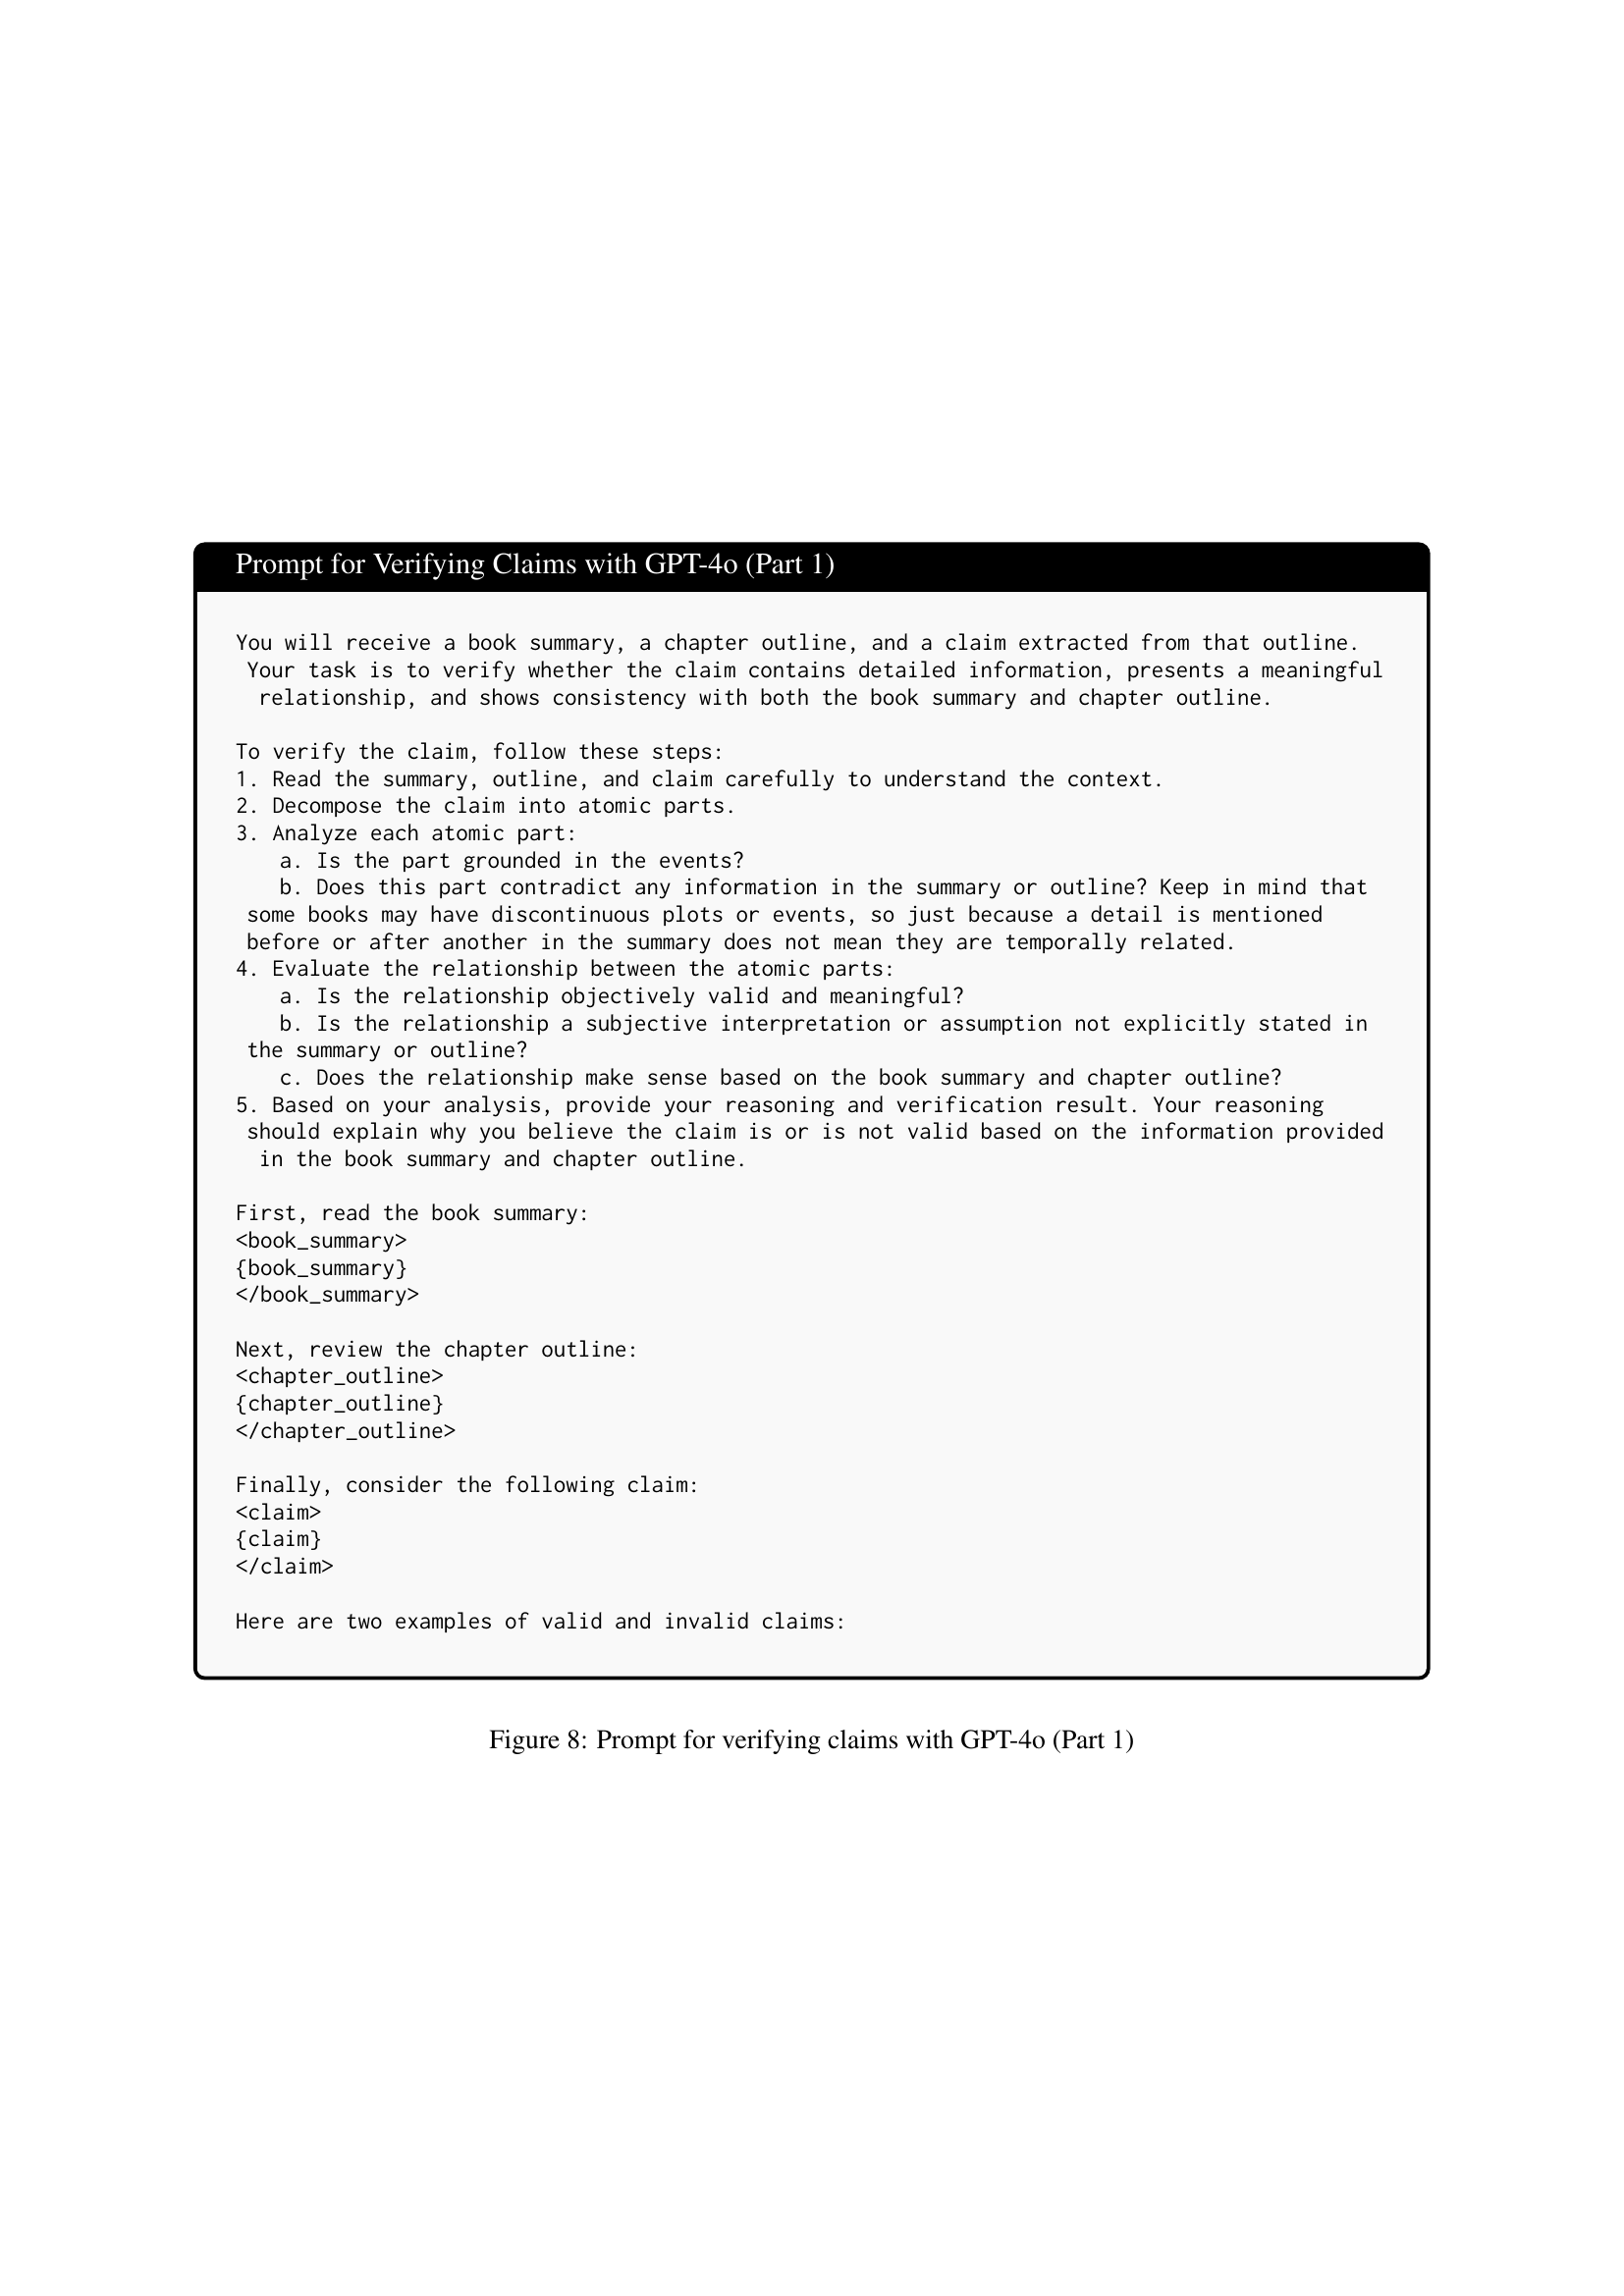 Prompt for Verifying Claims with GPT-4o (Part 1)
You will receive a book summary, a chapter outline, and a claim extracted from that outline.
Your task is to verify whether the claim contains detailed information, presents a meaningful
relationship, and shows consistency with both the book summary and chapter outline.
To verify the claim, follow these steps:
1. Read the summary, outline, and claim carefully to understand the context.
2. Decompose the claim into atomic parts.
3. Analyze each atomic part:
a. Is the part grounded in the events?
b. Does this part contradict any information in the summary or outline? Keep in mind that
some books may have discontinuous plots or events, so just because a detail is mentioned
before or after another in the summary does not mean they are temporally related.
4. Evaluate the relationship between the atomic parts:
a. Is the relationship objectively valid and meaningful?
b. Is the relationship a subjective interpretation or assumption not explicitly stated in
the summary or outline?
c. Does the relationship make sense based on the book summary and chapter outline?
5. Based on your analysis, provide your reasoning and verification result. Your reasoning
should explain why you believe the claim is or is not valid based on the information provided
in the book summary and chapter outline.
First, read the book summary:
<book_summary>
{book_summary}
</book_summary>
Next, review the chapter outline:
<chapter_outline>
{chapter_outline}
</chapter_outline>
Finally, consider the following claim:
<claim>
{claim}
</claim>
Here are two examples of valid and invalid claims:
Figure 8: Prompt for verifying claims with GPT-4o (Part 1)